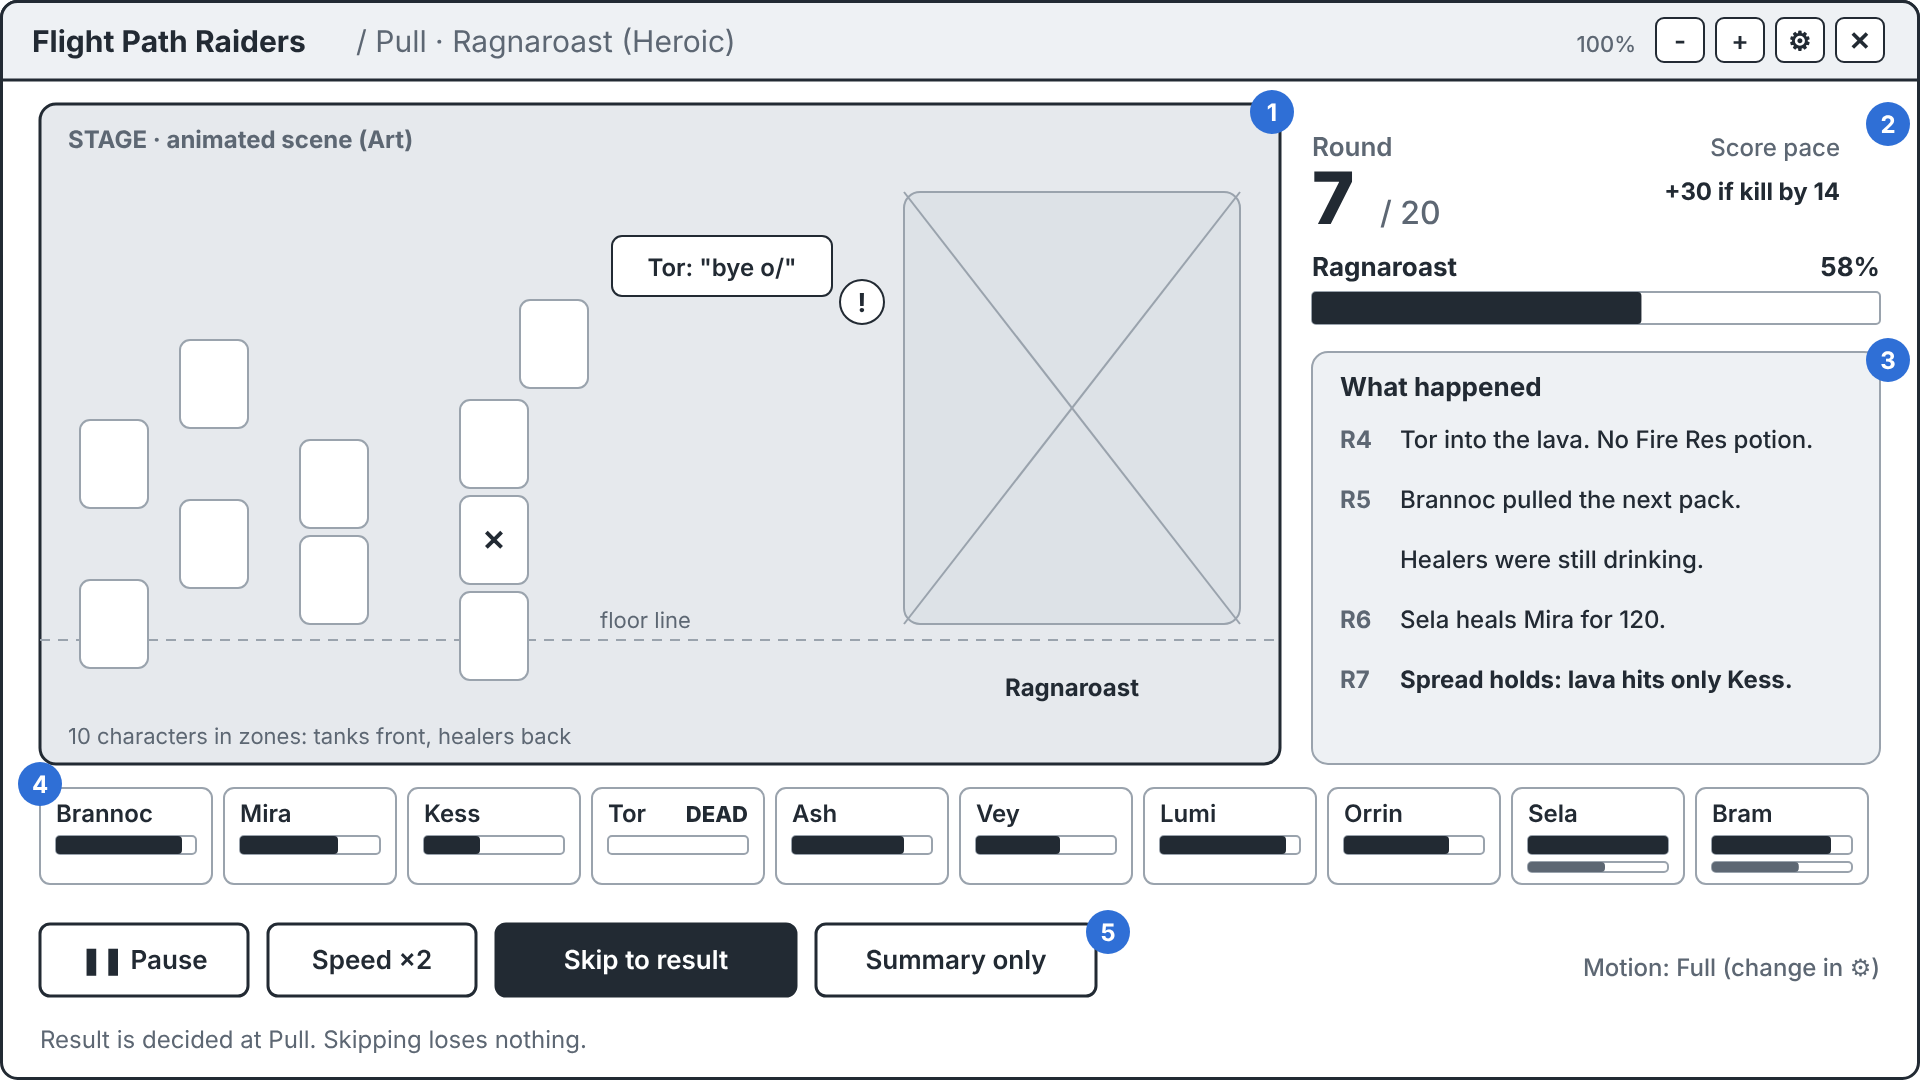 Flight Path Raiders / Pull · Ragnaroast (Heroic)
100% - + ⚙ ✕
STAGE · animated scene (Art)
1
Tor: "bye o/"
!
✕
floor line
Ragnaroast
10 characters in zones: tanks front, healers back
2
Round
7 / 20
Score pace
+30 if kill by 14
Ragnaroast 58%
3
What happened
R4 Tor into the lava. No Fire Res potion.
R5 Brannoc pulled the next pack.
Healers were still drinking.
R6 Sela heals Mira for 120.
R7 Spread holds: lava hits only Kess.
4
Brannoc
Mira
Kess
Tor DEAD
Ash
Vey
Lumi
Orrin
Sela
Bram
❚❚ Pause
Speed ×2
Skip to result
Summary only
5
Motion: Full (change in ⚙)
Result is decided at Pull. Skipping loses nothing.